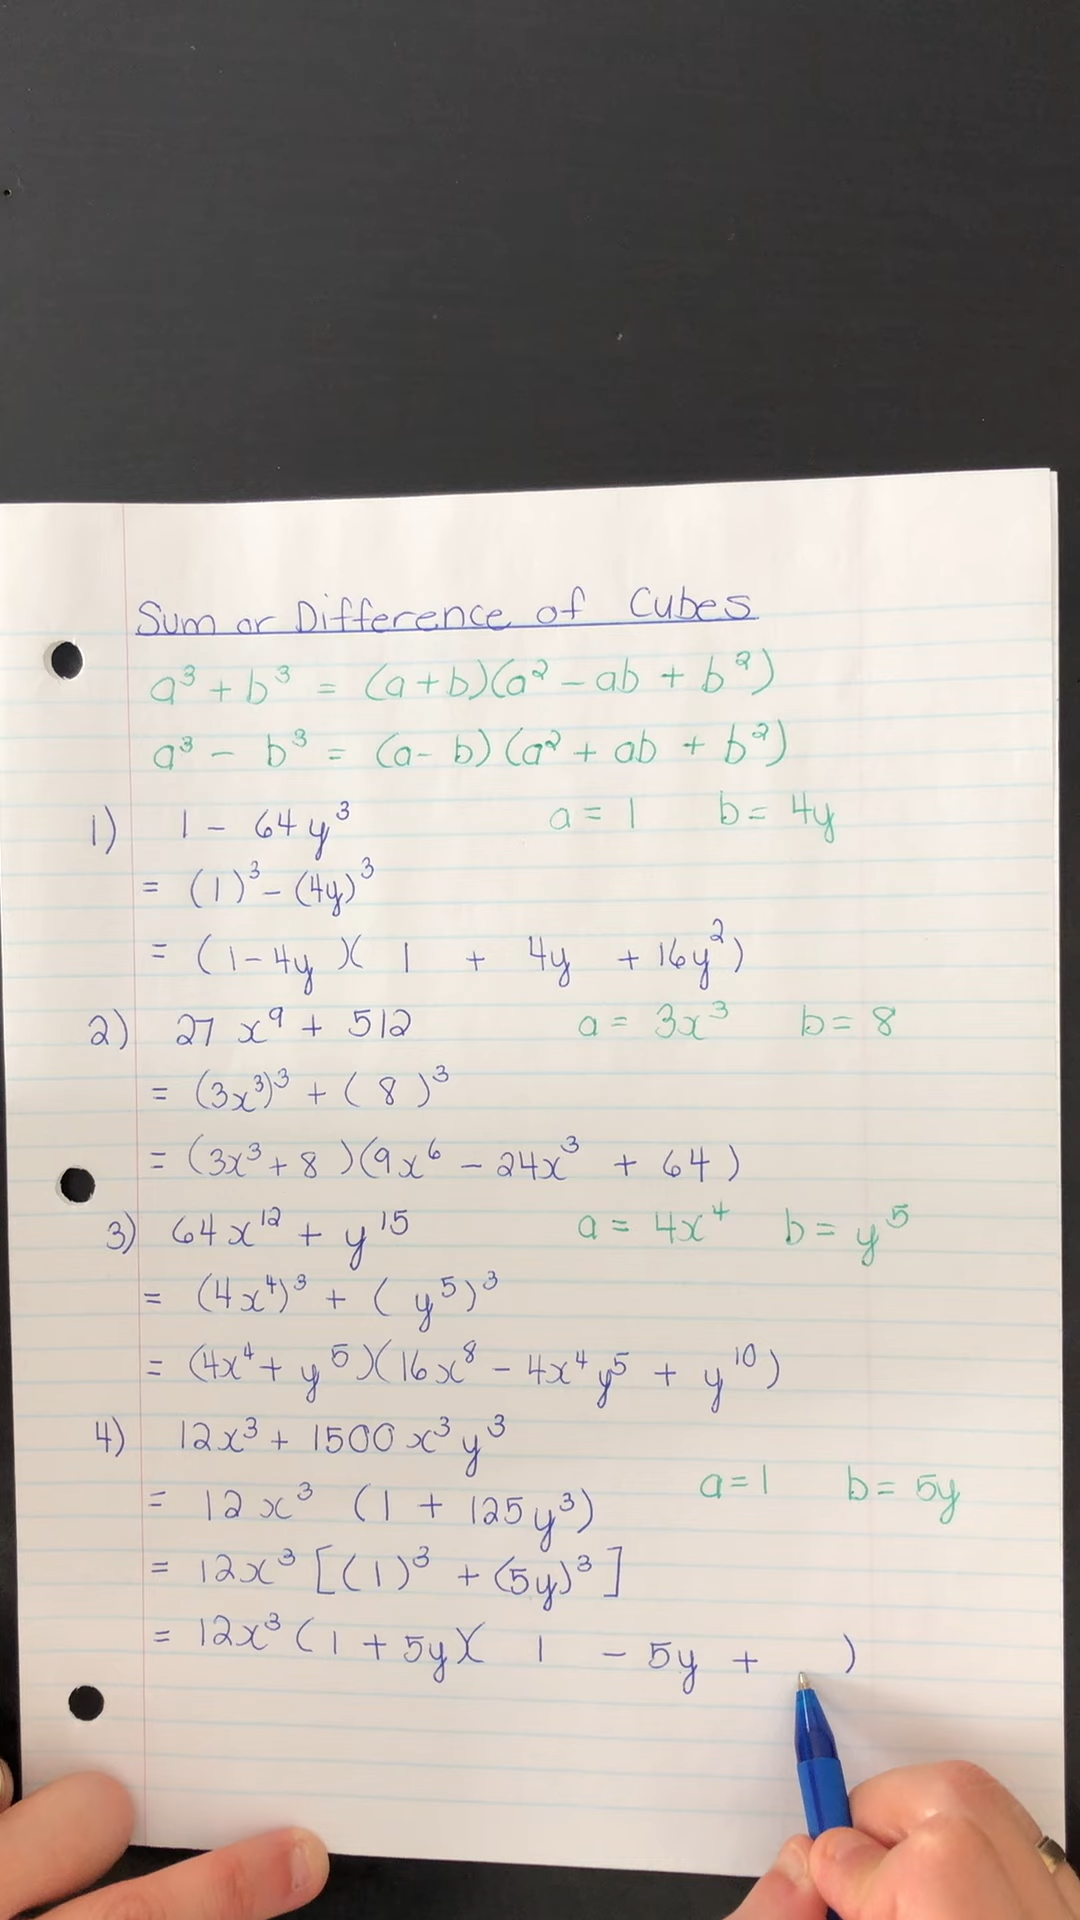 Sum or Difference of Cubes
a³ + b³ = (a+b)(a² - ab + b²)
a³ - b³ = (a-b)(a² + ab + b²)
1) 1 - 64y³ a = 1 b = 4y
= (1)³ - (4y)³
= (1-4y)(1 + 4y + 16y²)
2) 27x⁹ + 512 a = 3x³ b = 8
= (3x³)³ + (8)³
= (3x³+8)(9x⁶ - 24x³ + 64)
3) 64x¹² + y¹⁵ a = 4x⁴ b = y⁵
= (4x⁴)³ + (y⁵)³
= (4x⁴ + y⁵)(16x⁸ - 4x⁴y⁵ + y¹⁰)
4) 12x³ + 1500x³y³
= 12x³ (1 + 125y³) a=1 b = 5y
= 12x³ [(1)³ + (5y)³]
= 12x³ (1 + 5y)(1 - 5y + )